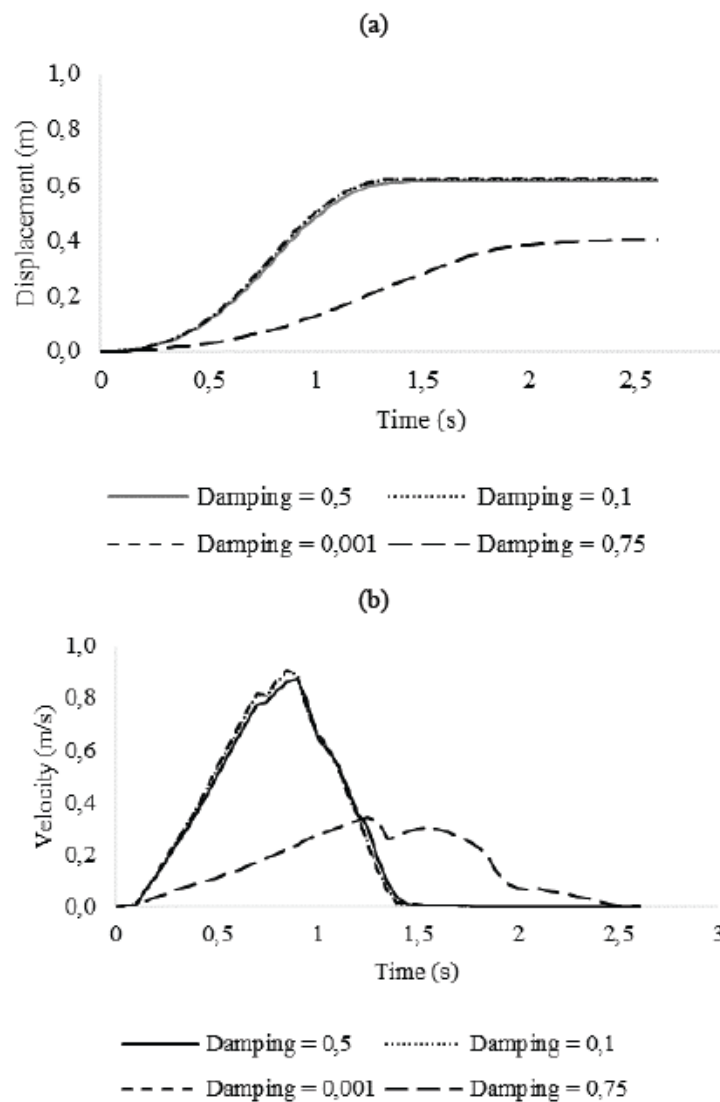 (a)
1,0
0,8
0,6
0,4
0,2
0,0
Displacement (m)
0 0,5 1 1,5 2 2,5
Time (s)
Damping = 0,5 Damping = 0,1
Damping = 0,001 Damping = 0,75
(b)
1,0
0,8
0,6
0,4
0,2
0,0
Velocity (m/s)
0 0,5 1 1,5 2 2,5 3
Time (s)
Damping = 0,5 Damping = 0,1
Damping = 0,001 Damping = 0,75